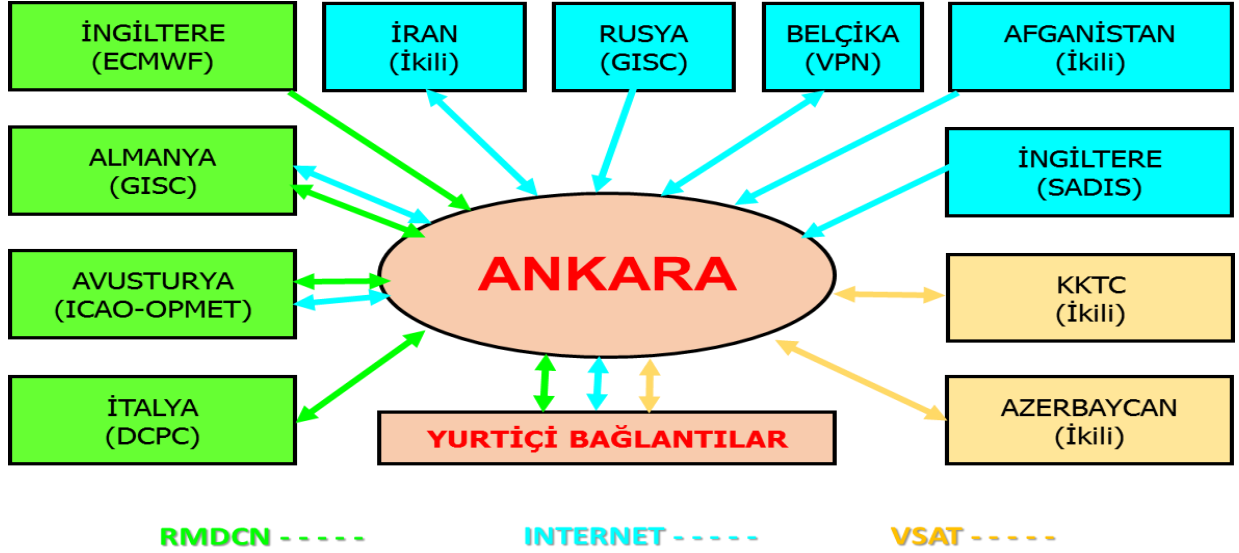 İNGİLTERE
(ECMWF)
İRAN
(İkili)
RUSYA
(GISC)
BELÇİKA
(VPN)
AFGANİSTAN
(İkili)
ALMANYA
(GISC)
İNGİLTERE
(SADIS)
ANKARA
AVUSTURYA
(ICAO-OPMET)
KKTC
(İkili)
İTALYA
(DCPC)
YURTİÇİ BAĞLANTILAR
AZERBAYCAN
(İkili)
RMDCN - - - - -
INTERNET - - - - -
VSAT - - - - -